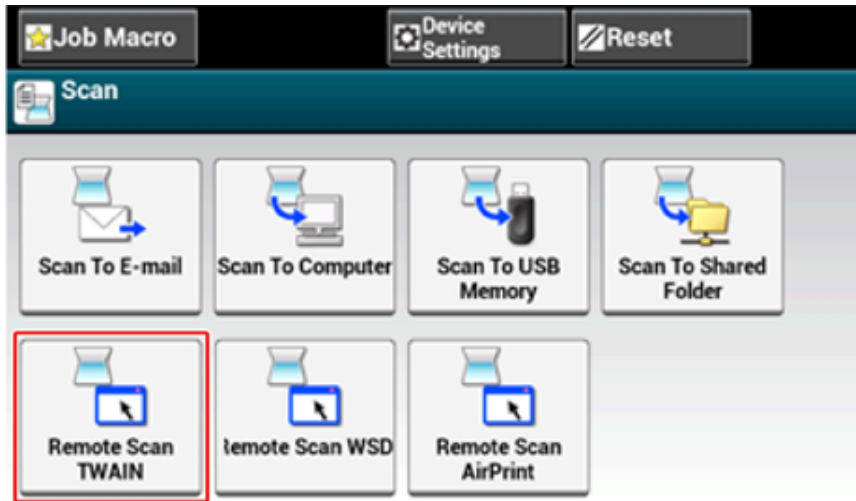 Job Macro
Device
Settings
Reset
Scan
Scan To E-mail
Scan To Computer
Scan To USB
Memory
Scan To Shared
Folder
Remote Scan
TWAIN
Remote Scan WSD
Remote Scan
AirPrint